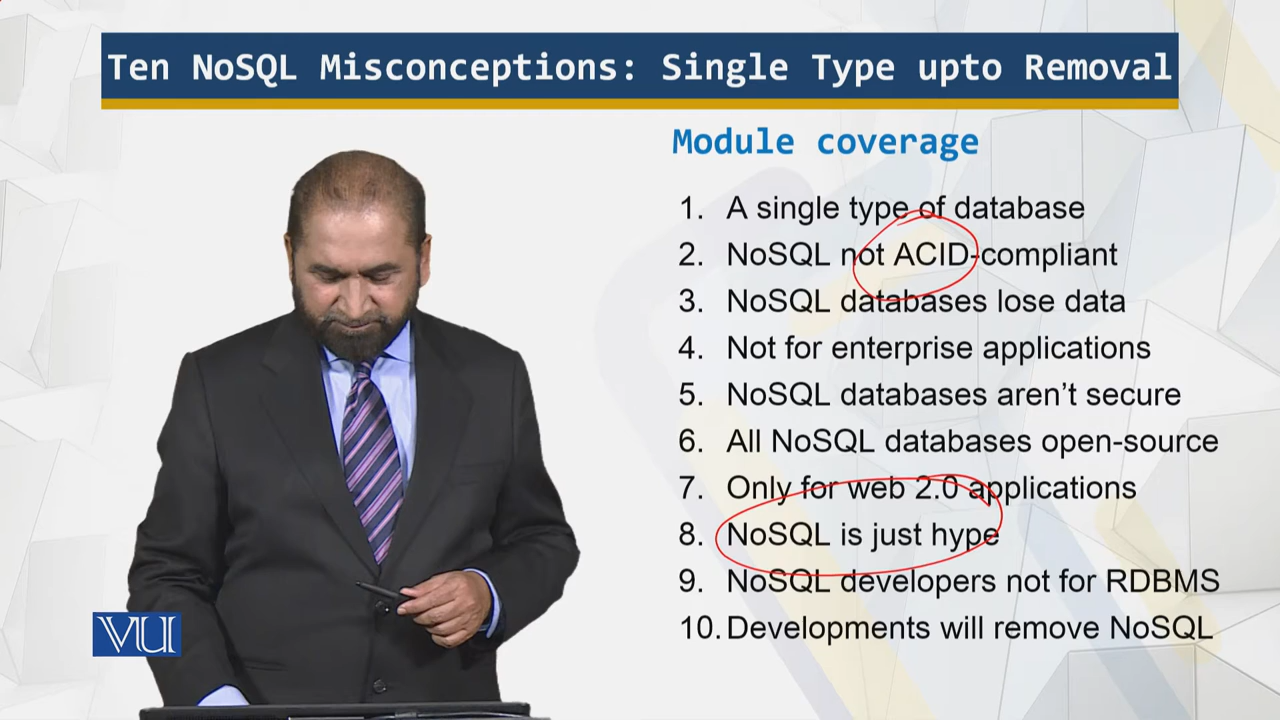 Ten NoSQL Misconceptions: Single Type upto Removal
Module coverage
1. A single type of database
2. NoSQL not ACID-compliant
3. NoSQL databases lose data
4. Not for enterprise applications
5. NoSQL databases aren’t secure
6. All NoSQL databases open-source
7. Only for web 2.0 applications
8. NoSQL is just hype
9. NoSQL developers not for RDBMS
10. Developments will remove NoSQL
VU